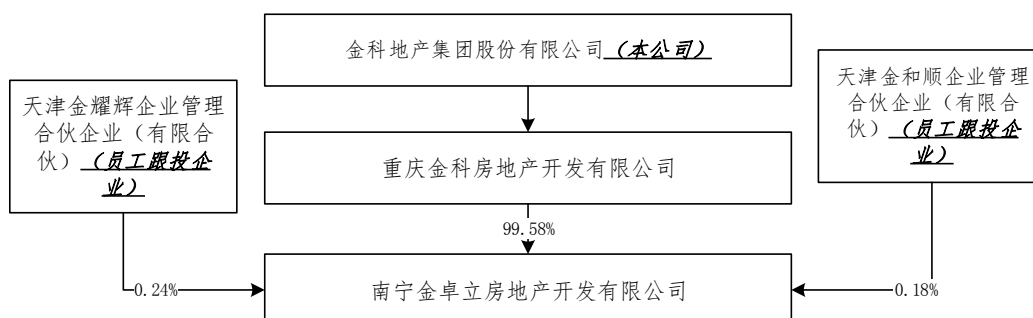 金科地产集团股份有限公司（本公司）
天津金耀辉企业管理
合伙企业（有限合
伙）（员工跟投企
业）
天津金和顺企业管理
合伙企业（有限合
伙）（员工跟投企
业）
重庆金科房地产开发有限公司
99.58%
南宁金卓立房地产开发有限公司
0.24%
0.18%